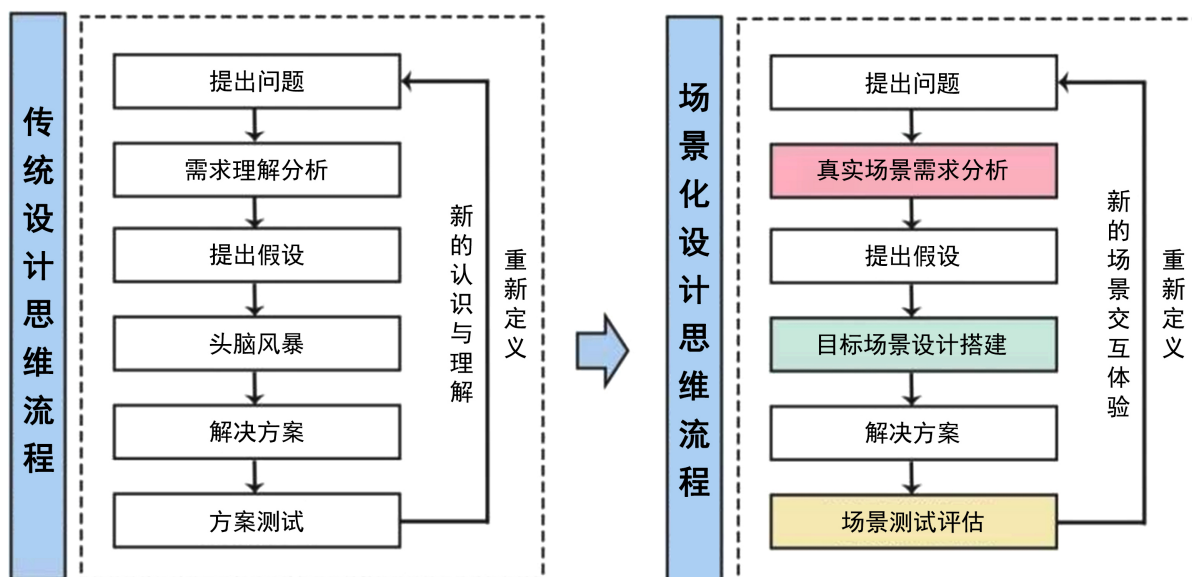 传统设计思维流程
提出问题
需求理解分析
提出假设
头脑风暴
解决方案
方案测试
新的认识与理解
重新定义
场景化设计思维流程
提出问题
真实场景需求分析
提出假设
目标场景设计搭建
解决方案
场景测试评估
新的场景交互体验
重新定义